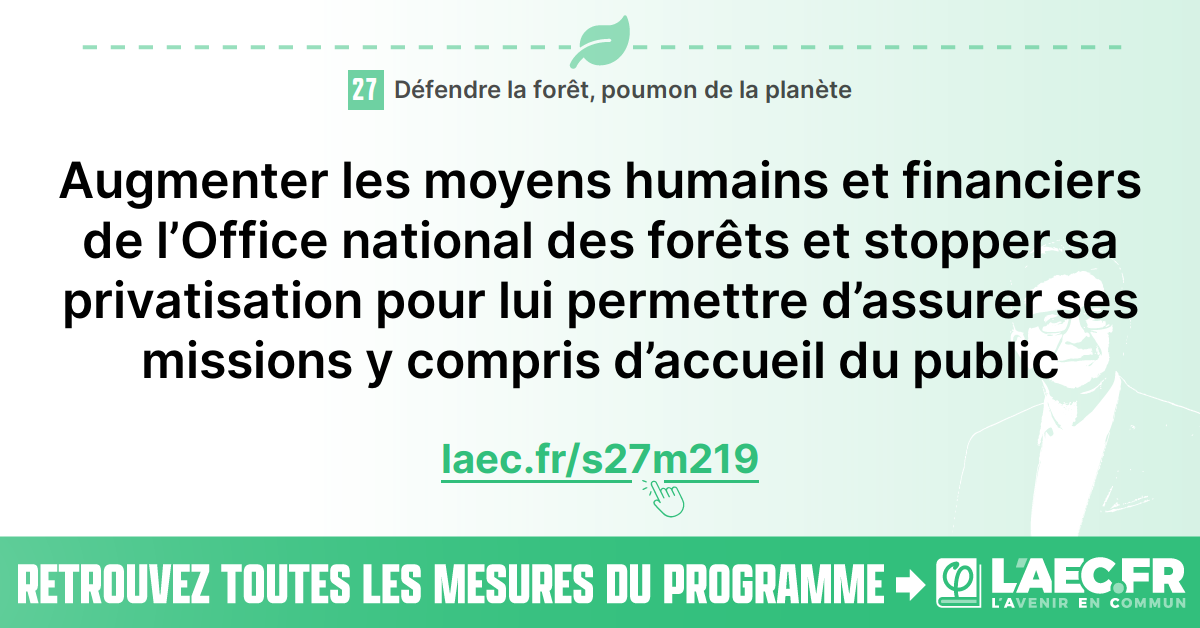 27 Défendre la forêt, poumon de la planète
Augmenter les moyens humains et financiers
de l’Office national des forêts et stopper sa
privatisation pour lui permettre d’assurer ses
missions y compris d’accueil du public
laec.fr/s27m219
RETROUVEZ TOUTES LES MESURES DU PROGRAMME
φ
L'AEC.FR
L'AVENIR EN COMMUN